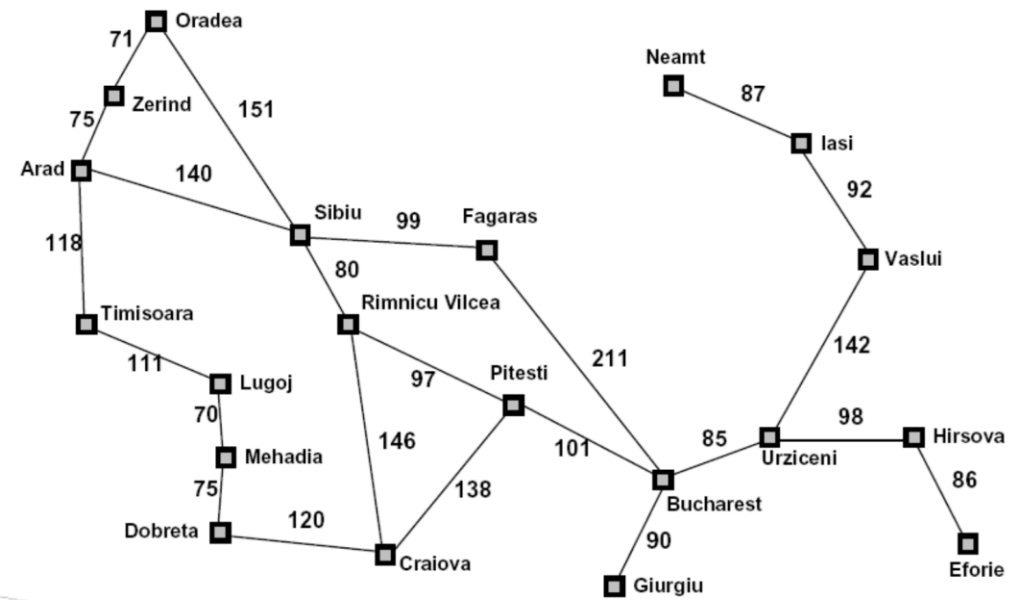 Oradea
71
Neamt
87
Zerind
151
75
Iasi
Arad
140
92
Sibiu
99
Fagaras
118
Vaslui
80
Rimnicu Vilcea
Timisoara
142
111
211
Pitesti
97
Lugoj
70
98
Hirsova
85
146
101
Urziceni
Mehadia
75
138
86
Bucharest
120
Dobreta
90
Craiova
Eforie
Giurgiu